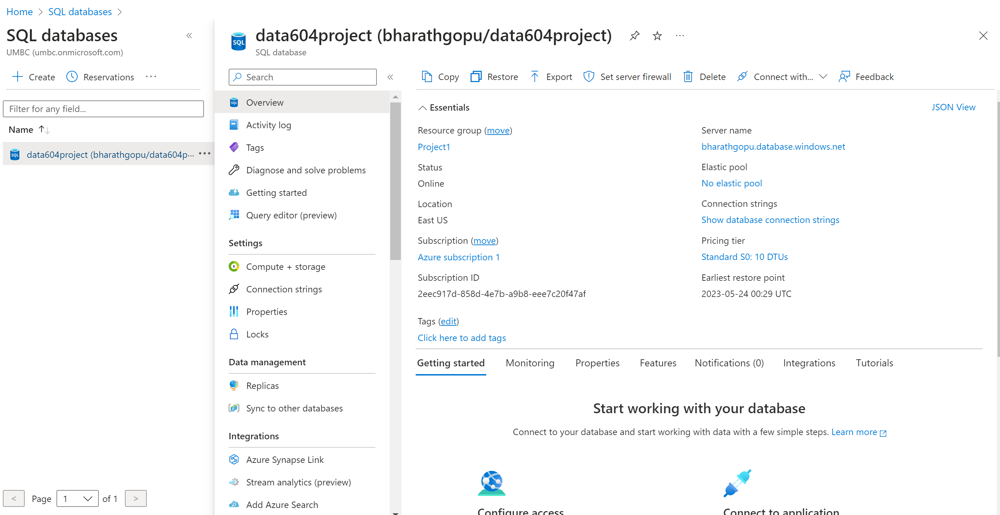 Home > SQL databases >
SQL databases
«
UMBC (umbc.onmicrosoft.com)
Create
Reservations
...
Filter for any field...
Name
SQL
data604project (bharathgopu/data604p...
...
< Page 1 of 1 >
SQL
data604project (bharathgopu/data604project)
...
SQL database
Search
«
SQL
Overview
Activity log
Tags
Diagnose and solve problems
Getting started
Query editor (preview)
Settings
Compute + storage
Connection strings
Properties
Locks
Data management
Replicas
Sync to other databases
Integrations
Azure Synapse Link
Stream analytics (preview)
Add Azure Search
Copy
Restore
Export
Set server firewall
Delete
Connect with...
Feedback
Essentials
JSON View
Resource group (move)
Project1
Status
Online
Location
East US
Subscription (move)
Azure subscription 1
Subscription ID
2eec917d-858d-4e7b-a9b8-eee7c20f47af
Server name
bharathgopu.database.windows.net
Elastic pool
No elastic pool
Connection strings
Show database connection strings
Pricing tier
Standard S0: 10 DTUs
Earliest restore point
2023-05-24 00:29 UTC
Tags (edit)
Click here to add tags
Getting started
Monitoring
Properties
Features
Notifications (0)
Integrations
Tutorials
Start working with your database
Connect to your database and start working with data with a few simple steps. Learn more
Configure access
Connect to application